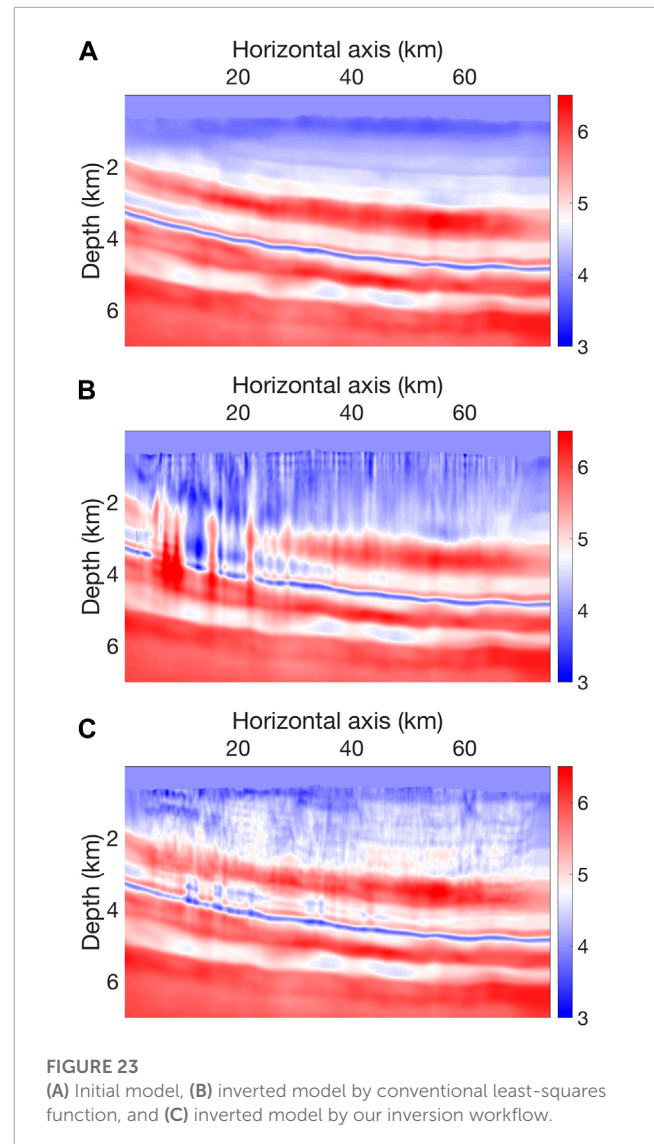 A
Horizontal axis (km)
20 40 60
Depth (km)
2
4
6
6
5
4
3
B
Horizontal axis (km)
20 40 60
Depth (km)
2
4
6
6
5
4
3
C
Horizontal axis (km)
20 40 60
Depth (km)
2
4
6
6
5
4
3
FIGURE 23
(A) Initial model, (B) inverted model by conventional least-squares
function, and (C) inverted model by our inversion workflow.